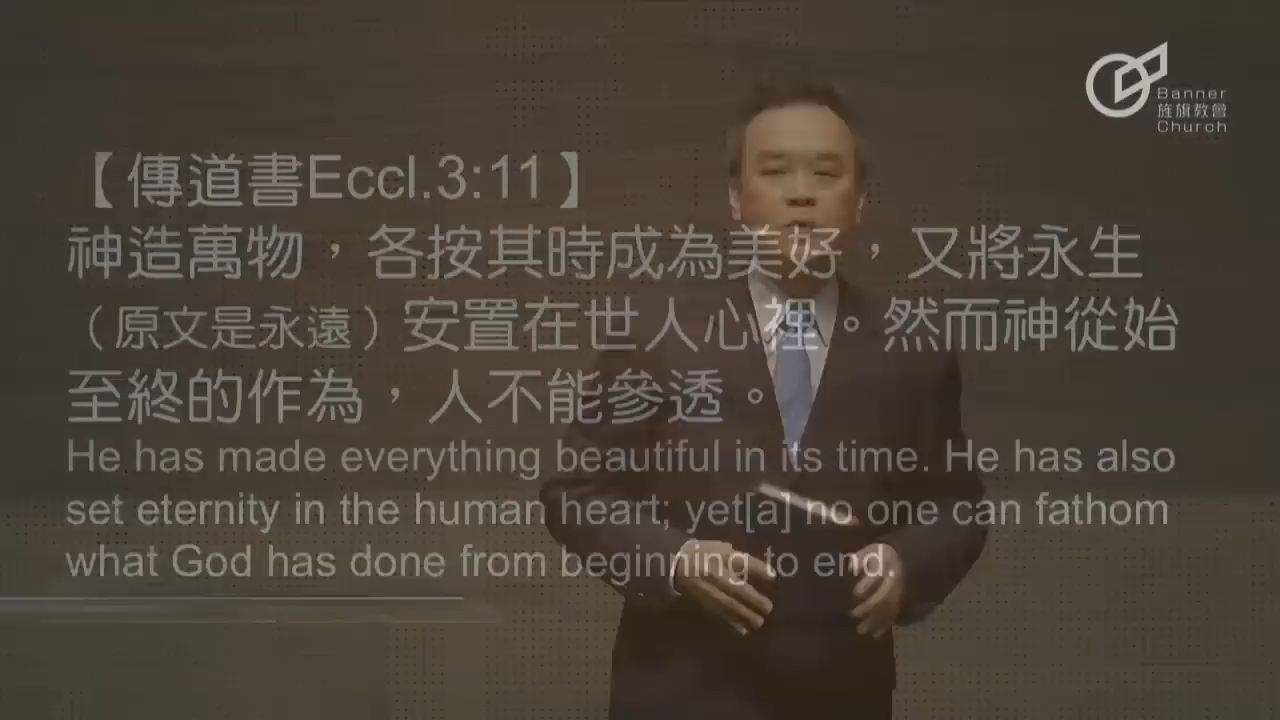 Banner
旌旗教會
Church
【傳道書Eccl.3:11】
神造萬物，各按其時成為美好，又將永生
（原文是永遠）安置在世人心裡。然而神從始
至終的作為，人不能參透。
He has made everything beautiful in its time. He has also
set eternity in the human heart; yet[a] no one can fathom
what God has done from beginning to end.